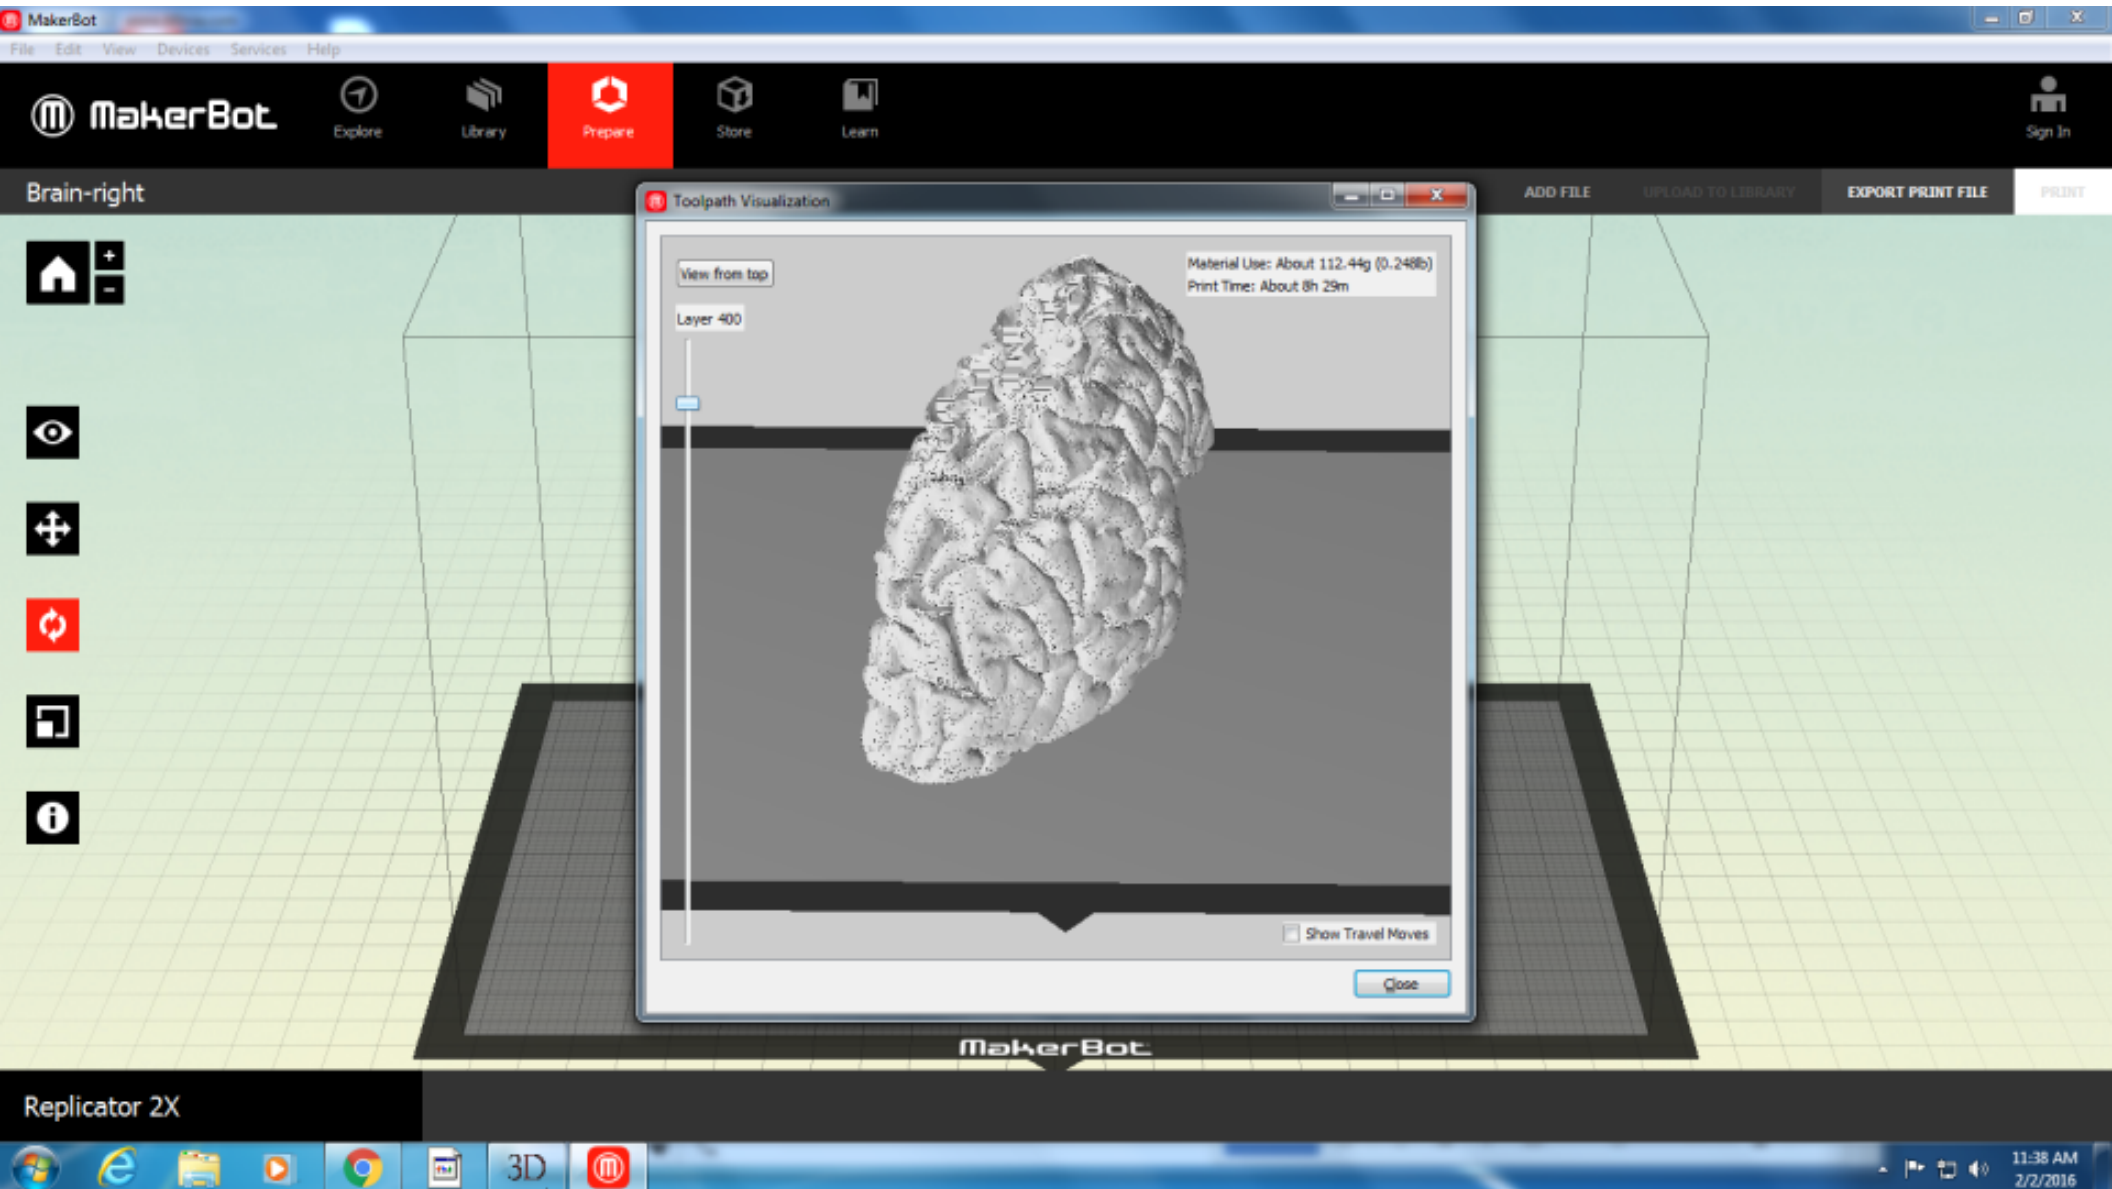 MakerBot
File Edit View Devices Services Help
MakerBot
Explore
Library
Prepare
Store
Learn
Sign In
Brain-right
ADD FILE
UPLOAD TO LIBRARY
EXPORT PRINT FILE
PRINT
Toolpath Visualization
View from top
Material Use: About 112.44g (0.248lb)
Print Time: About 8h 29m
Layer 400
Show Travel Moves
Close
MakerBot
Replicator 2X
3D
11:38 AM
2/2/2016